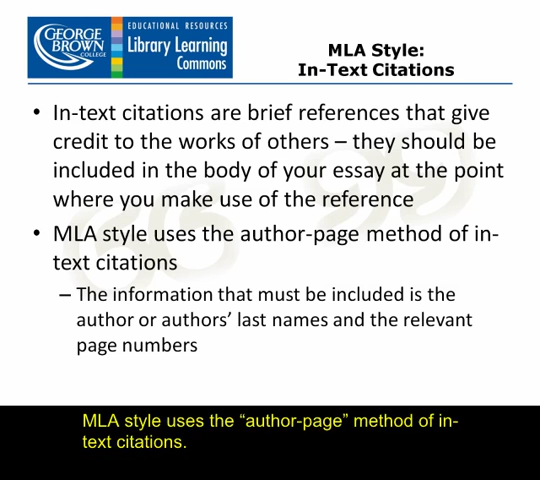 GEORGE
BROWN
COLLEGE
EDUCATIONAL RESOURCES
Library Learning
Commons
MLA Style:
In-Text Citations
• In-text citations are brief references that give
credit to the works of others – they should be
included in the body of your essay at the point
where you make use of the reference
• MLA style uses the author-page method of in-
text citations
– The information that must be included is the
author or authors’ last names and the relevant
page numbers
MLA style uses the “author-page” method of in-
text citations.